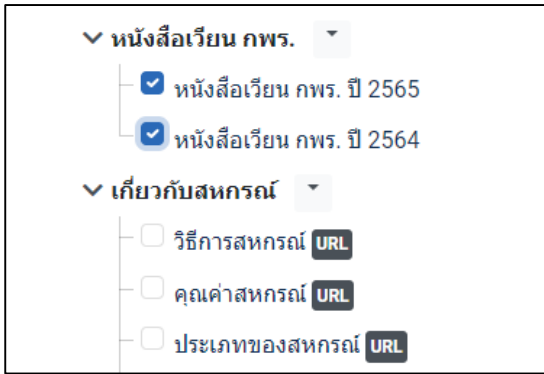 หนังสือเวียน กพร.
หนังสือเวียน กพร. ปี 2565
หนังสือเวียน กพร. ปี 2564
เกี่ยวกับสหกรณ์
วิธีการสหกรณ์ URL
คุณค่าสหกรณ์ URL
ประเภทของสหกรณ์ URL